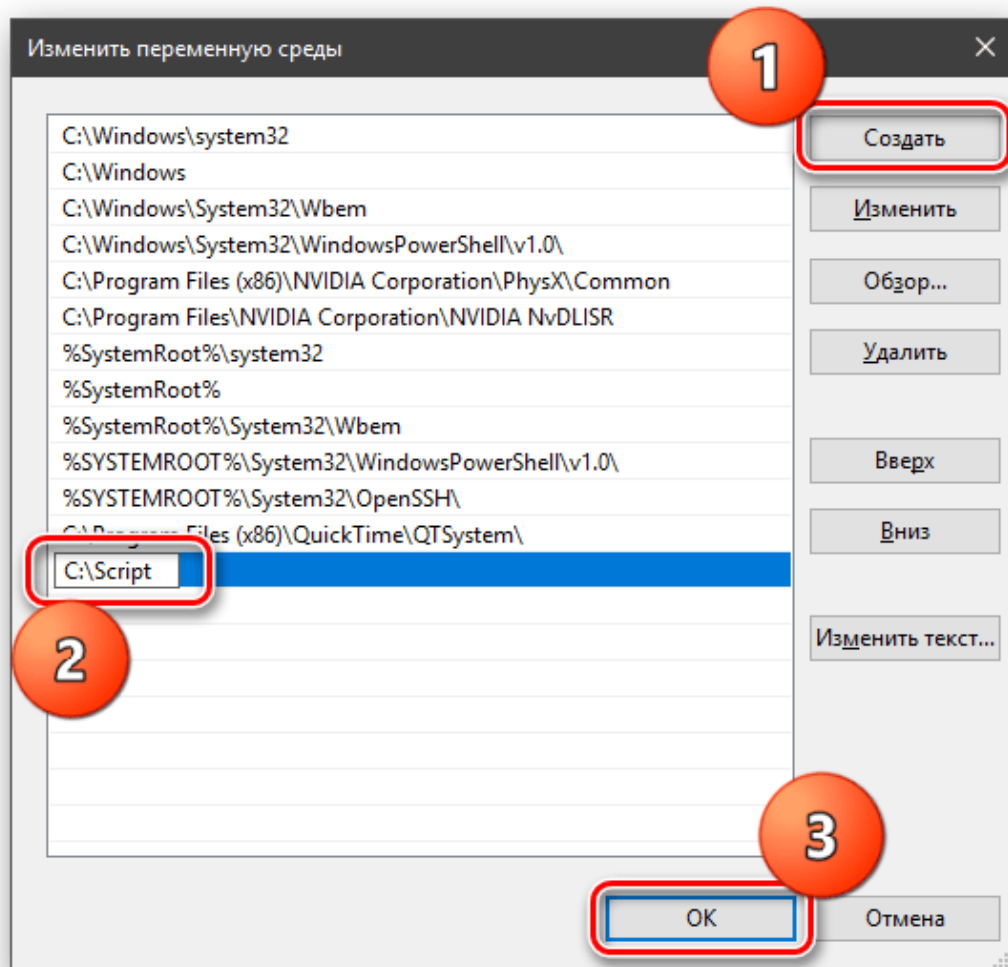 Изменить переменную среды
1
C:\Windows\system32
Создать
C:\Windows
C:\Windows\System32\Wbem
Изменить
C:\Windows\System32\WindowsPowerShell\v1.0\
C:\Program Files (x86)\NVIDIA Corporation\PhysX\Common
Обзор...
C:\Program Files\NVIDIA Corporation\NVIDIA NvDLISR
%SystemRoot%\system32
Удалить
%SystemRoot%
%SystemRoot%\System32\Wbem
%SYSTEMROOT%\System32\WindowsPowerShell\v1.0\
Вверх
%SYSTEMROOT%\System32\OpenSSH\
C:\Program Files (x86)\QuickTime\QTSystem\
Вниз
C:\Script
2
Изменить текст...
3
ОК
Отмена